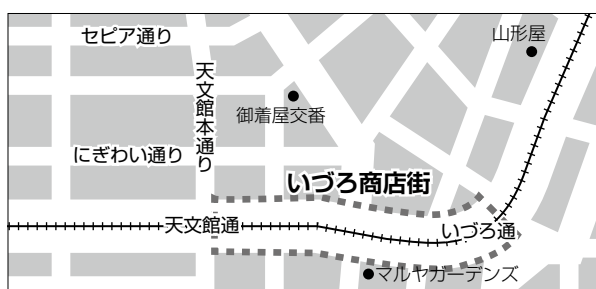 セピア通り
山形屋
天文館本通り
御着屋交番
にぎわい通り
いづろ商店街
天文館通
いづろ通
マルヤガーデンズ